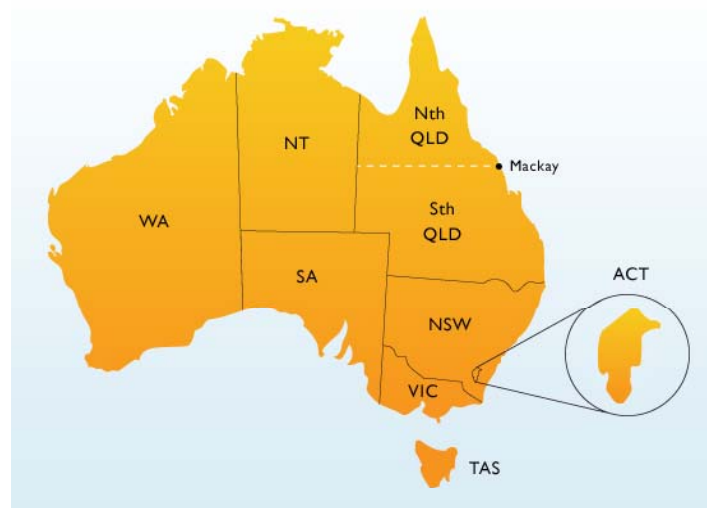 Nth
QLD
NT
Mackay
WA
Sth
QLD
SA
ACT
NSW
VIC
TAS